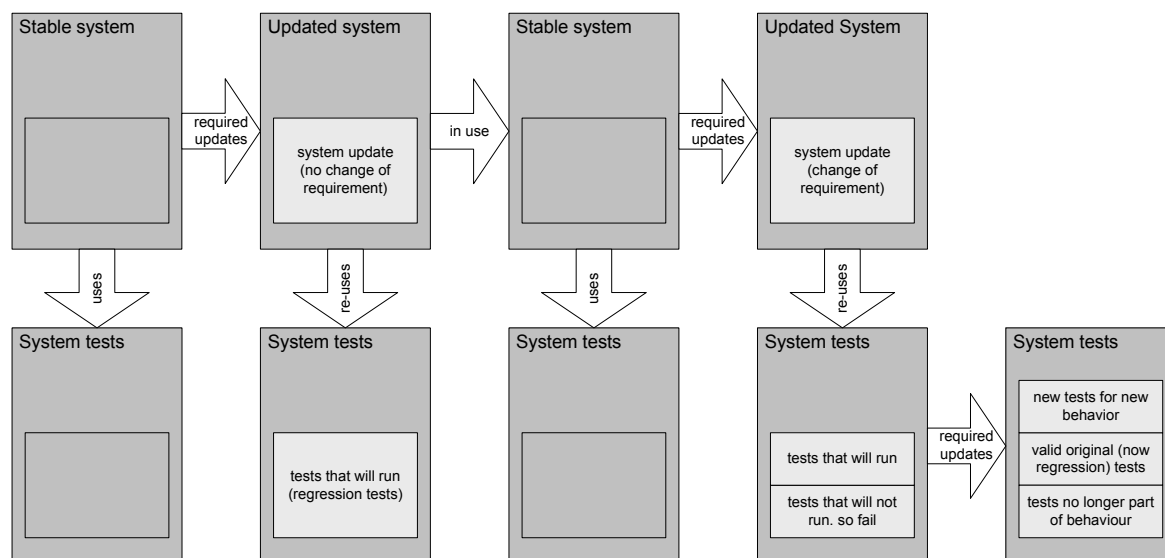 Stable system
Updated system
Stable system
Updated System
required
updates
in use
required
updates
system update
(no change of
requirement)
system update
(change of
requirement)
uses
re-uses
uses
re-uses
System tests
System tests
System tests
System tests
System tests
tests that will run
(regression tests)
tests that will run
tests that will not
run. so fail
required
updates
new tests for new
behavior
valid original (now
regression) tests
tests no longer part
of behaviour